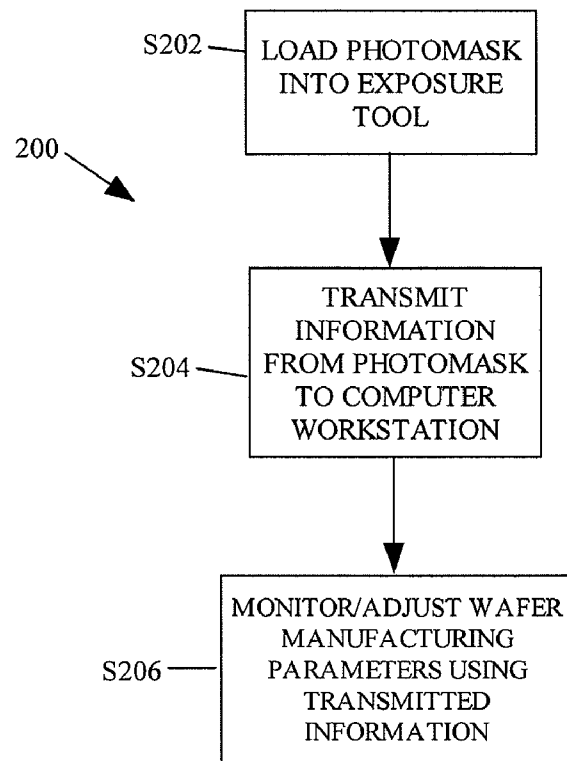 S202
LOAD PHOTOMASK
INTO EXPOSURE
TOOL
200
S204
TRANSMIT
INFORMATION
FROM PHOTOMASK
TO COMPUTER
WORKSTATION
S206
MONITOR/ADJUST WAFER
MANUFACTURING
PARAMETERS USING
TRANSMITTED
INFORMATION